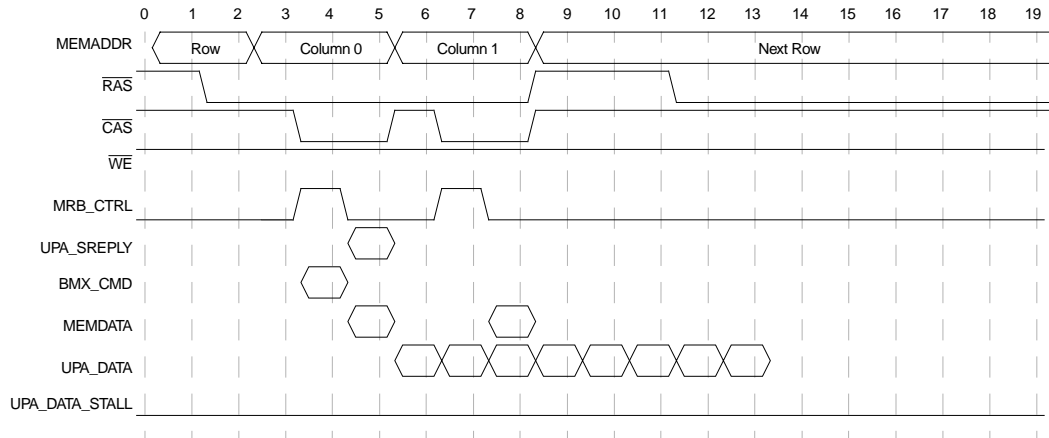 0 1 2 3 4 5 6 7 8 9 10 11 12 13 14 15 16 17 18 19
MEMADDR Row Column 0 Column 1 Next Row
RAS
CAS
WE
MRB_CTRL
UPA_SREPLY
BMX_CMD
MEMDATA
UPA_DATA
UPA_DATA_STALL